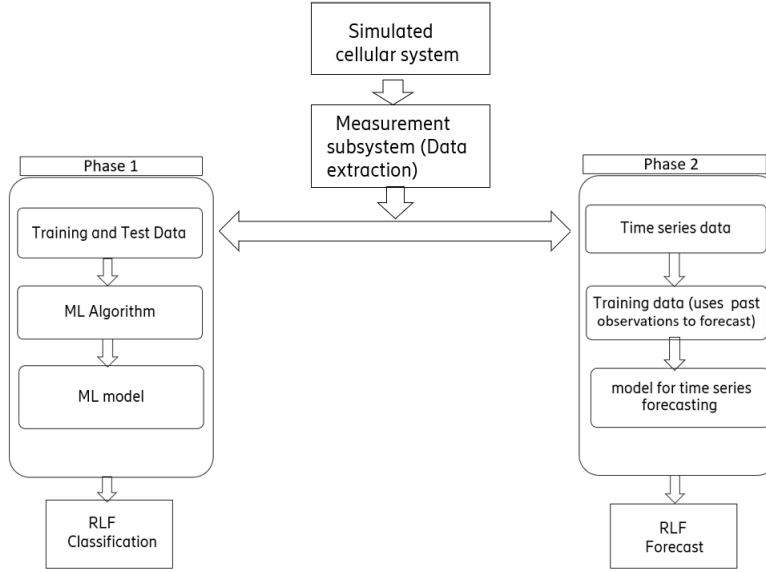 Simulated
cellular system
Measurement
subsystem (Data
extraction)
Phase 1
Training and Test Data
ML Algorithm
ML model
RLF
Classification
Phase 2
Time series data
Training data (uses past
observations to forecast)
model for time series
forecasting
RLF
Forecast